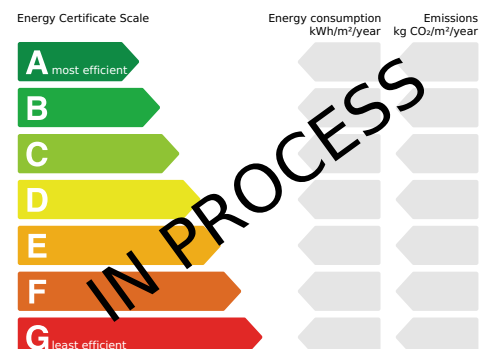 Energy Certificate Scale
Energy consumption
kWh/m²/year
Emissions
kg CO₂/m²/year
A most efficient
B
C
D
E
F
G least efficient
IN PROCESS